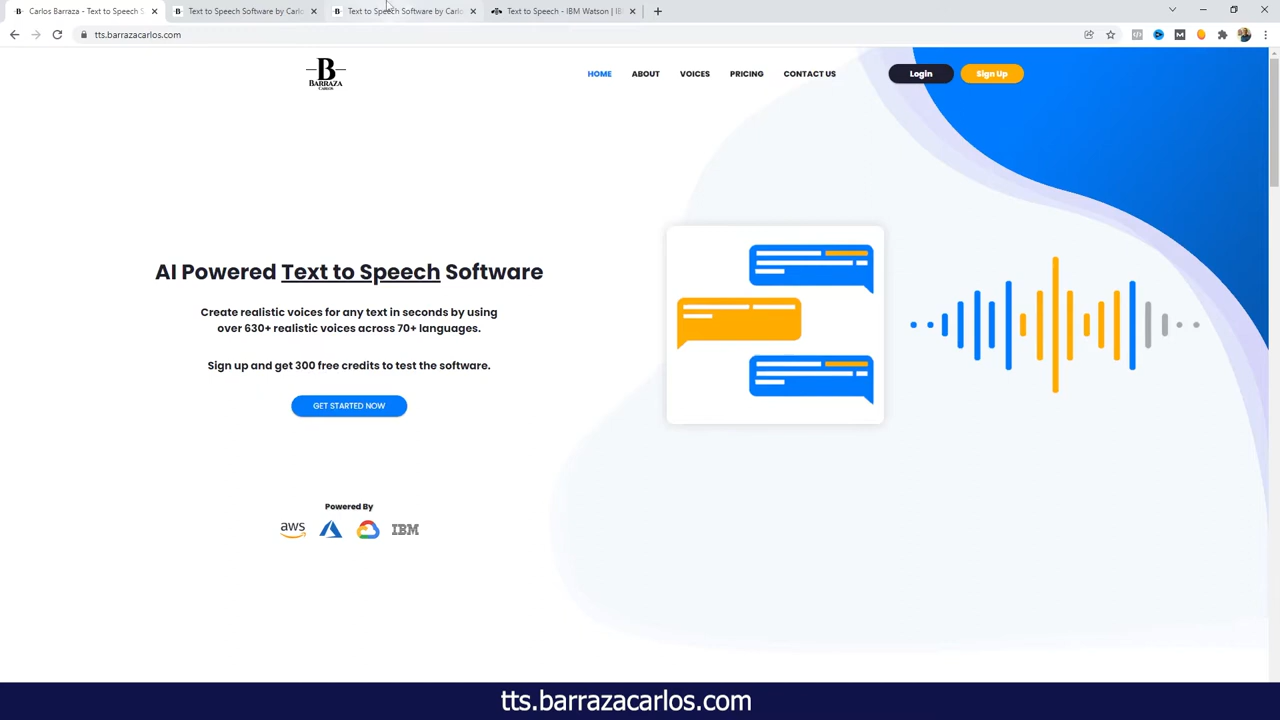 Carlos Barraza - Text to Speech S
Text to Speech Software by Carlo
Text to Speech Software by Carlo
Text to Speech - IBM Watson | IB
tts.barrazacarlos.com
B
BARRAZA
CARLOS
HOME
ABOUT
VOICES
PRICING
CONTACT US
Login
Sign Up
AI Powered Text to Speech Software
Create realistic voices for any text in seconds by using
over 630+ realistic voices across 70+ languages.
Sign up and get 300 free credits to test the software.
GET STARTED NOW
Powered By
aws
IBM
tts.barrazacarlos.com